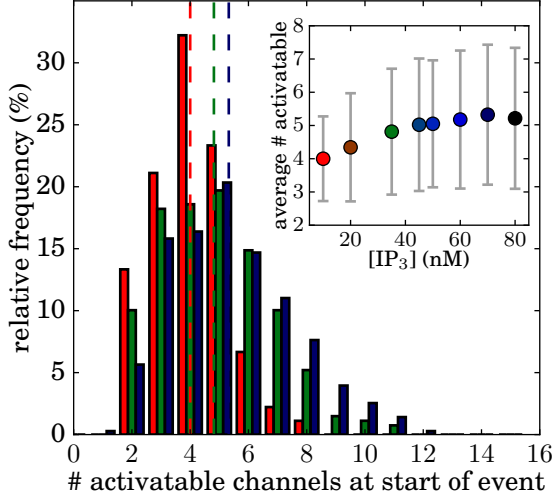 relative frequency (%)
30
25
20
15
10
5
0
0 2 4 6 8 10 12 14 16
# activatable channels at start of event
average # activatable
8
7
6
5
4
3
2
20 40 60 80
[IP₃] (nM)